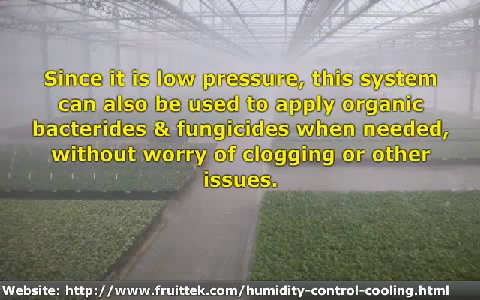 Since it is low pressure, this system
can also be used to apply organic
bacterides & fungicides when needed,
without worry of clogging or other
issues.
Website: http://www.fruittek.com/humidity-control-cooling.html